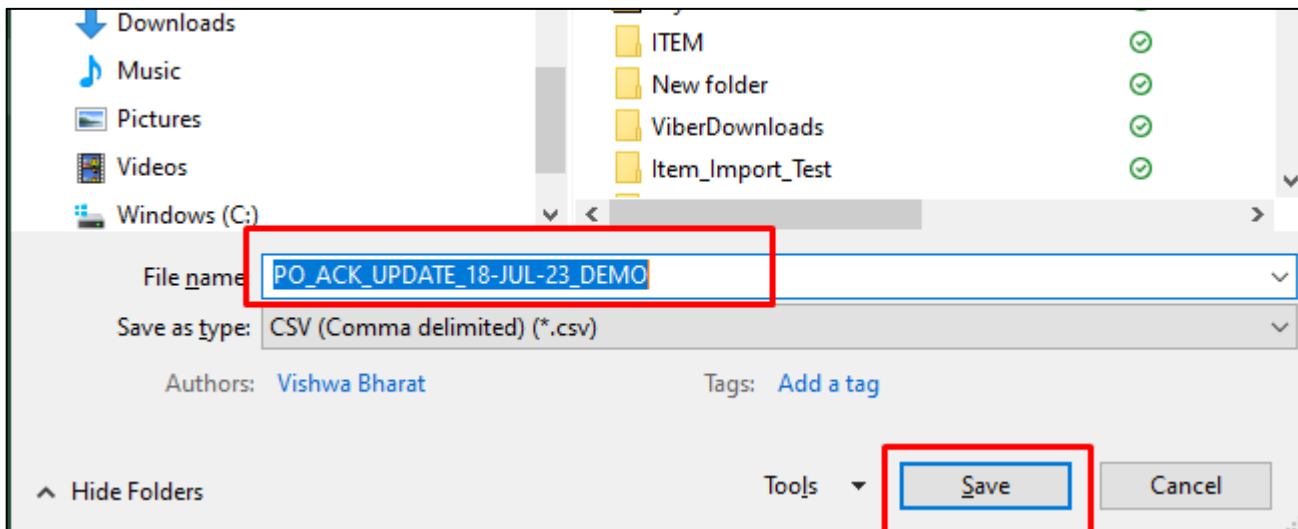 Downloads
Music
Pictures
Videos
Windows (C:)
ITEM
New folder
ViberDownloads
Item_Import_Test
File name
PO_ACK_UPDATE_18-JUL-23_DEMO
Save as type: CSV (Comma delimited) (*.csv)
Authors: Vishwa Bharat Tags: Add a tag
Hide Folders Tools Save Cancel